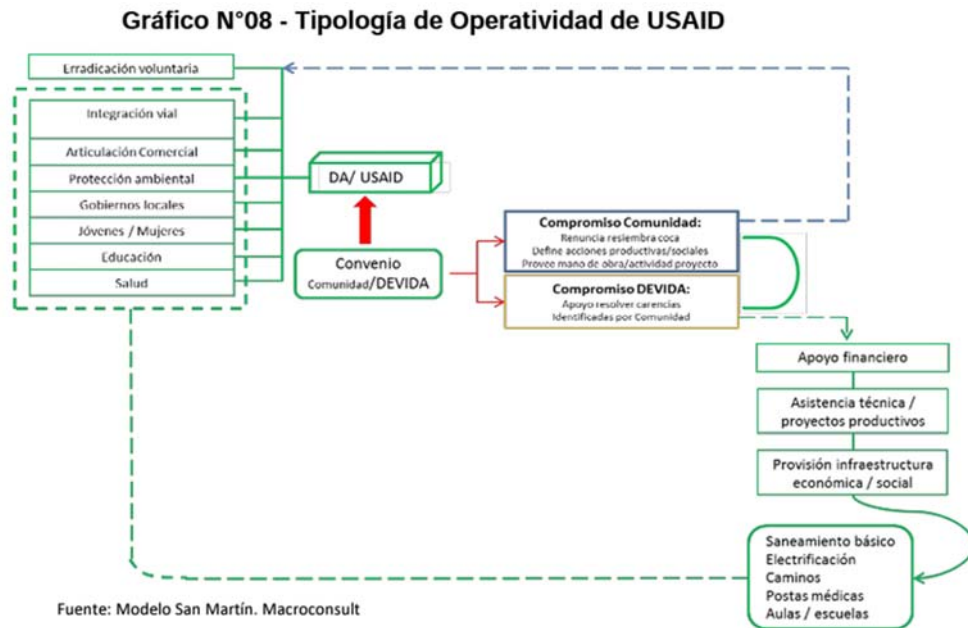 Gráfico N°08 - Tipología de Operatividad de USAID
Erradicación voluntaria
Integración vial
Articulación Comercial
Protección ambiental
Gobiernos locales
Jóvenes / Mujeres
Educación
Salud
DA/ USAID
Convenio
Comunidad/DEVIDA
Compromiso Comunidad:
Renuncia resiembra coca
Define acciones productivas/sociales
Provee mano de obra/actividad proyecto
Compromiso DEVIDA:
Apoyo resolver carencias
Identificadas por Comunidad
Apoyo financiero
Asistencia técnica /
proyectos productivos
Provisión infraestructura
económica / social
Saneamiento básico
Electrificación
Caminos
Postas médicas
Aulas / escuelas
Fuente: Modelo San Martín. Macroconsult